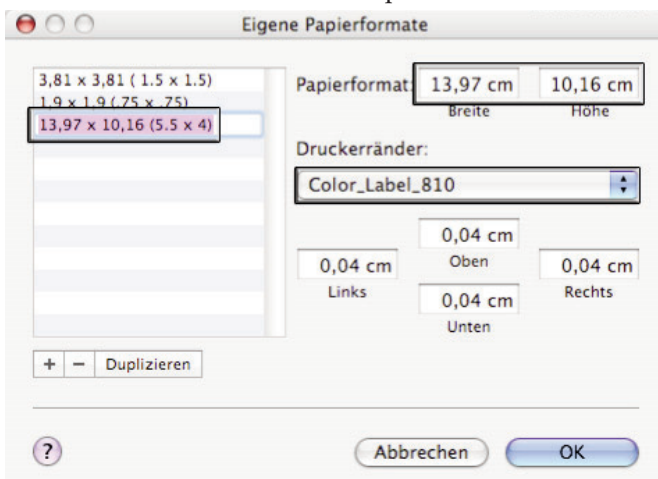 Eigene Papierformate
3,81 x 3,81 ( 1.5 x 1.5)
1,9 x 1,9 (.75 x .75)
13,97 x 10,16 (5.5 x 4)
Papierformat: 13,97 cm 10,16 cm
Breite Höhe
Druckerränder:
Color_Label_810
0,04 cm
Oben
0,04 cm
Links
0,04 cm
Rechts
0,04 cm
Unten
+ − Duplizieren
? Abbrechen OK